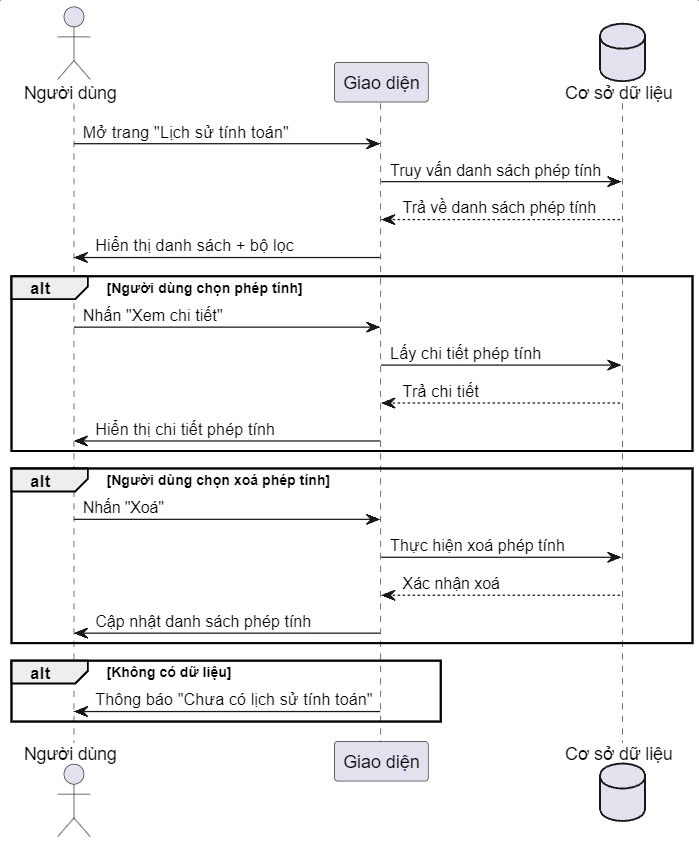 Người dùng
Giao diện
Cơ sở dữ liệu
Mở trang "Lịch sử tính toán"
Truy vấn danh sách phép tính
Trả về danh sách phép tính
Hiển thị danh sách + bộ lọc
alt [Người dùng chọn phép tính]
Nhấn "Xem chi tiết"
Lấy chi tiết phép tính
Trả chi tiết
Hiển thị chi tiết phép tính
alt [Người dùng chọn xoá phép tính]
Nhấn "Xoá"
Thực hiện xoá phép tính
Xác nhận xoá
Cập nhật danh sách phép tính
alt [Không có dữ liệu]
Thông báo "Chưa có lịch sử tính toán"
Người dùng
Giao diện
Cơ sở dữ liệu